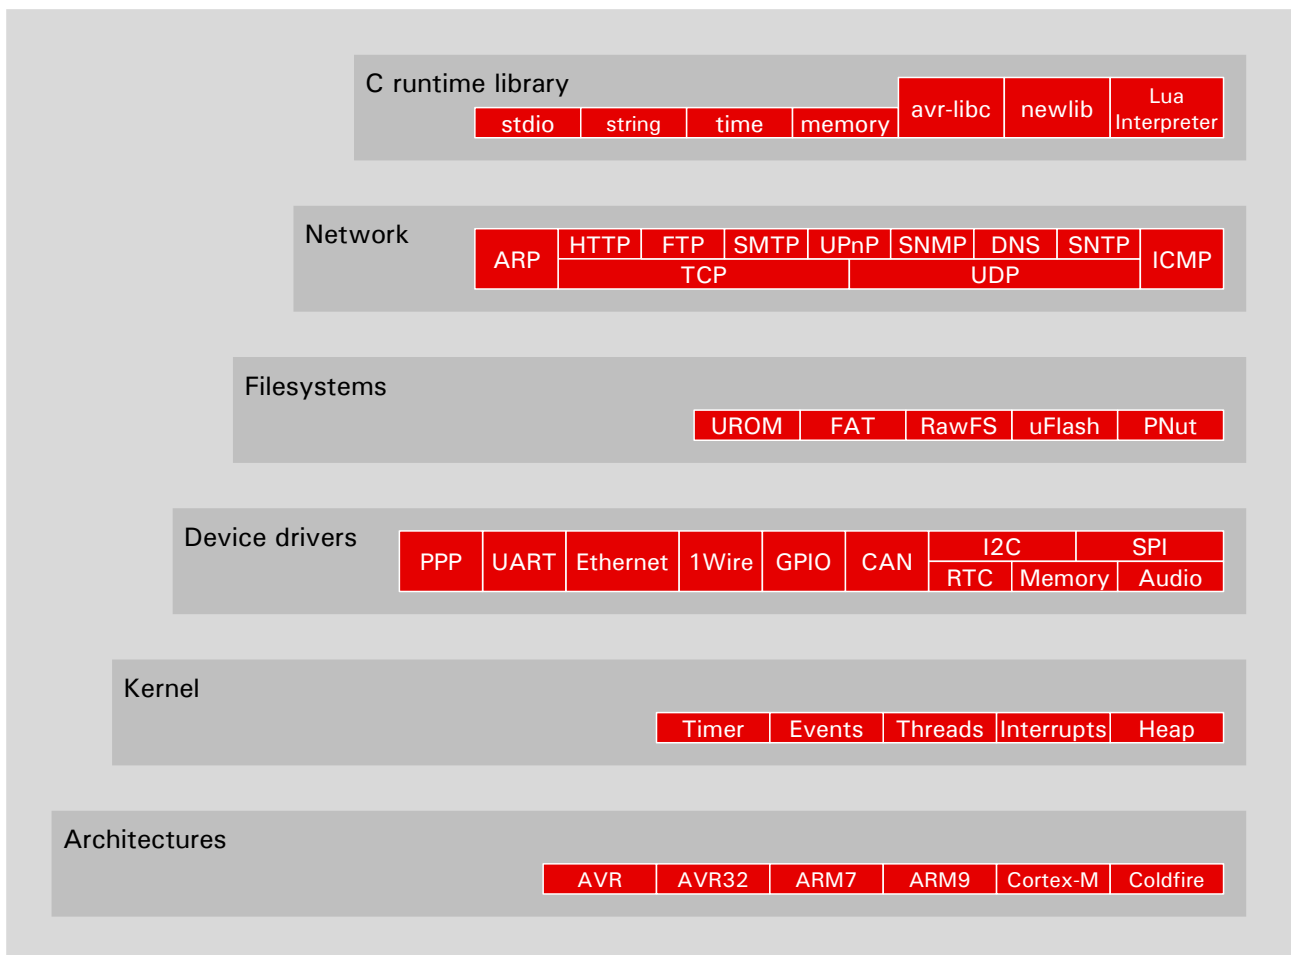 C runtime library
stdio string time memory avr-libc newlib Lua Interpreter
Network
ARP HTTP FTP SMTP UPnP SNMP DNS SNTP ICMP
TCP UDP
Filesystems
UROM FAT RawFS uFlash PNut
Device drivers
PPP UART Ethernet 1Wire GPIO CAN I2C SPI
RTC Memory Audio
Kernel
Timer Events Threads Interrupts Heap
Architectures
AVR AVR32 ARM7 ARM9 Cortex-M Coldfire